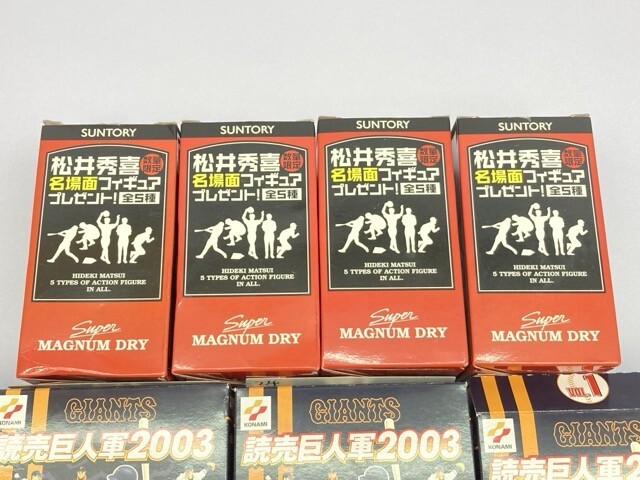 SUNTORY
松井秀喜
数量限定
名場面フィギュア
プレゼント!全5種
HIDEKI MATSUI
5 TYPES OF ACTION FIGURE
IN ALL.
Super
MAGNUM DRY
SUNTORY
松井秀喜
数量限定
名場面フィギュア
プレゼント!全5種
HIDEKI MATSUI
5 TYPES OF ACTION FIGURE
IN ALL.
Super
MAGNUM DRY
SUNTORY
松井秀喜
数量限定
名場面フィギュア
プレゼント!全5種
HIDEKI MATSUI
5 TYPES OF ACTION FIGURE
IN ALL.
Super
MAGNUM DRY
SUNTORY
松井秀喜
数量限定
名場面フィギュア
プレゼント!全5種
HIDEKI MATSUI
5 TYPES OF ACTION FIGURE
IN ALL.
Super
MAGNUM DRY
KONAMI
GIANTS
読売巨人軍2003
KONAMI
GIANTS
読売巨人軍2003
VOL.1
KONAMI
GIANTS
読売巨人軍2